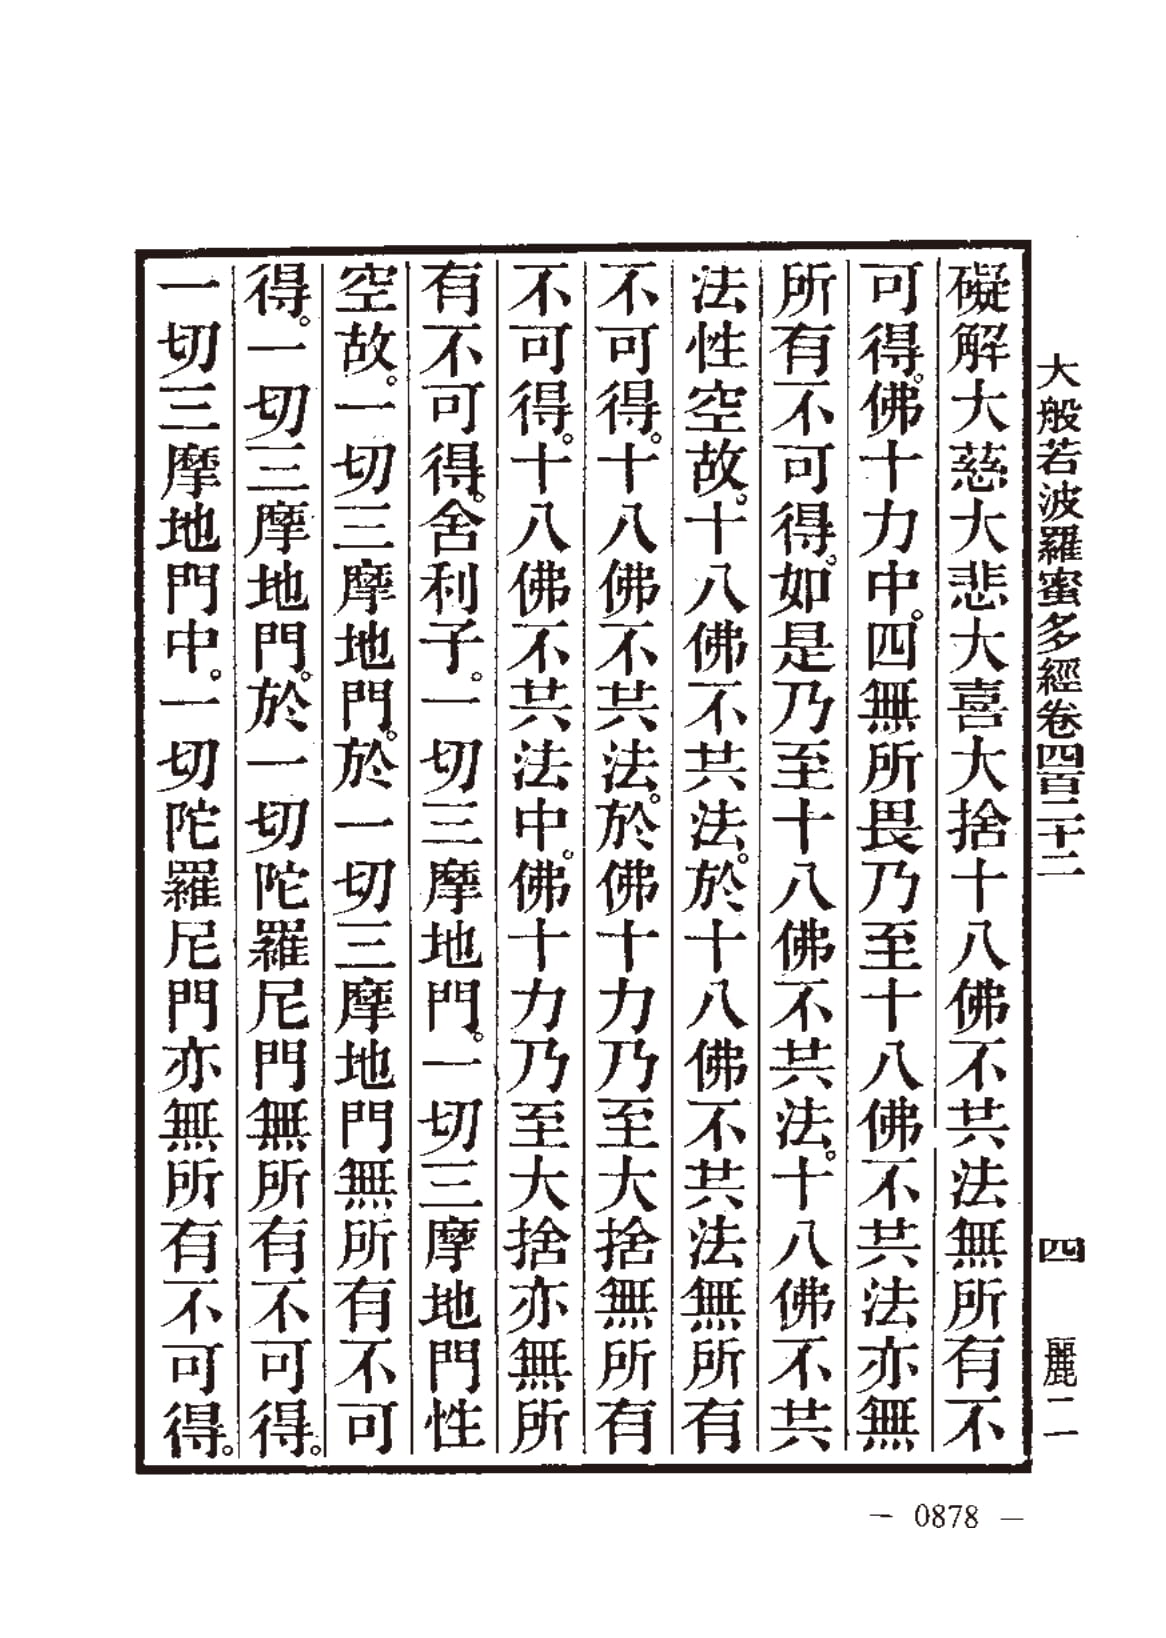 大般若波羅蜜多經卷四百二十二 四 麗二
礙解大慈大悲大喜大捨十八佛不共法無所有不
可得。佛十力中。四無所畏乃至十八佛不共法亦無
所有不可得。如是乃至十八佛不共法。十八佛不共
法性空故。十八佛不共法。於十八佛不共法無所有
不可得。十八佛不共法。於佛十力乃至大捨無所有
不可得。十八佛不共法中。佛十力乃至大捨亦無所
有不可得。舍利子。一切三摩地門。一切三摩地門性
空故。一切三摩地門。於一切三摩地門無所有不可
得。一切三摩地門。於一切陀羅尼門無所有不可得。
一切三摩地門中。一切陀羅尼門亦無所有不可得。
— 0878 —